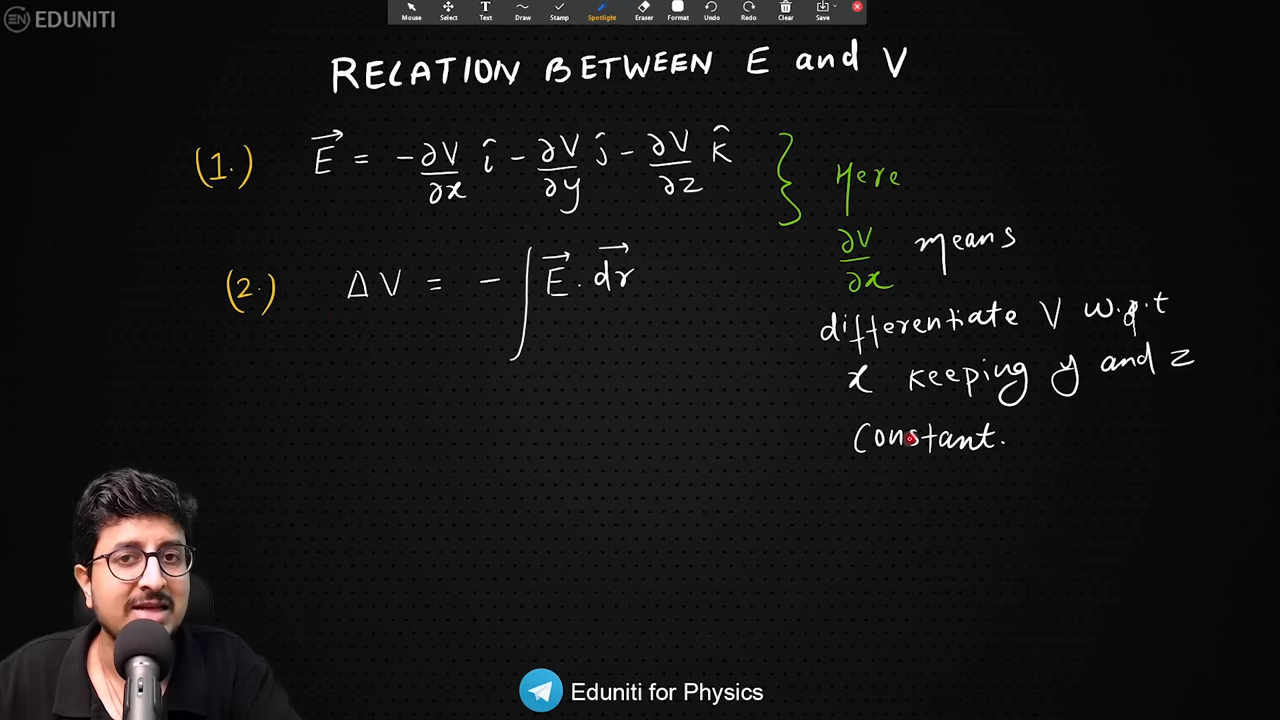 EN EDUNITI
Mouse Select Text Draw Stamp Spotlight Eraser Format Undo Redo Clear Save
RELATION BETWEEN E and V
(1.) E⃗ = -∂V/∂x î - ∂V/∂y ĵ - ∂V/∂z k̂ } Here
∂V/∂x means
(2.) ΔV = - ∫ E⃗ . dr⃗
differentiate V w.r.t
x keeping y and z
constant.
Eduniti for Physics